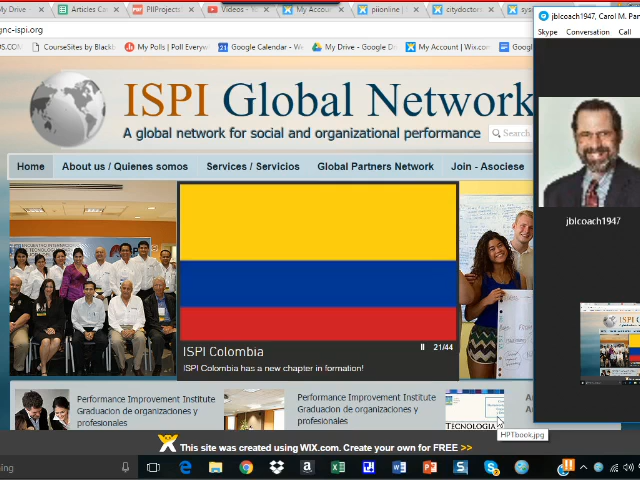 My Drive
Articles Ca
PIIProjects
Videos - Y
My Accou
piionline |
citydoctor
sys
jblcoach1947, Carol M. Pan
gnc-ispi.org
Skype Conversation Call
CourseSites by Blackb
My Polls | Poll Everyw
Google Calendar - We
My Drive - Google D
My Account | Wix.com
Goog
ISPI Global Network
A global network for social and organizational performance
Search
Home
About us / Quienes somos
Services / Servicios
Global Partners Network
Join - Asociese
jblcoach1947
ISPI Colombia
21/44
ISPI Colombia has a new chapter in formation!
Performance Improvement Institute
Graduacion de organizaciones y
profesionales
Performance Improvement Institute
Graduacion de organizaciones y
profesionales
TECNOLOGIA
HPTbook.jpg
This site was created using WIX.com. Create your own for FREE >>